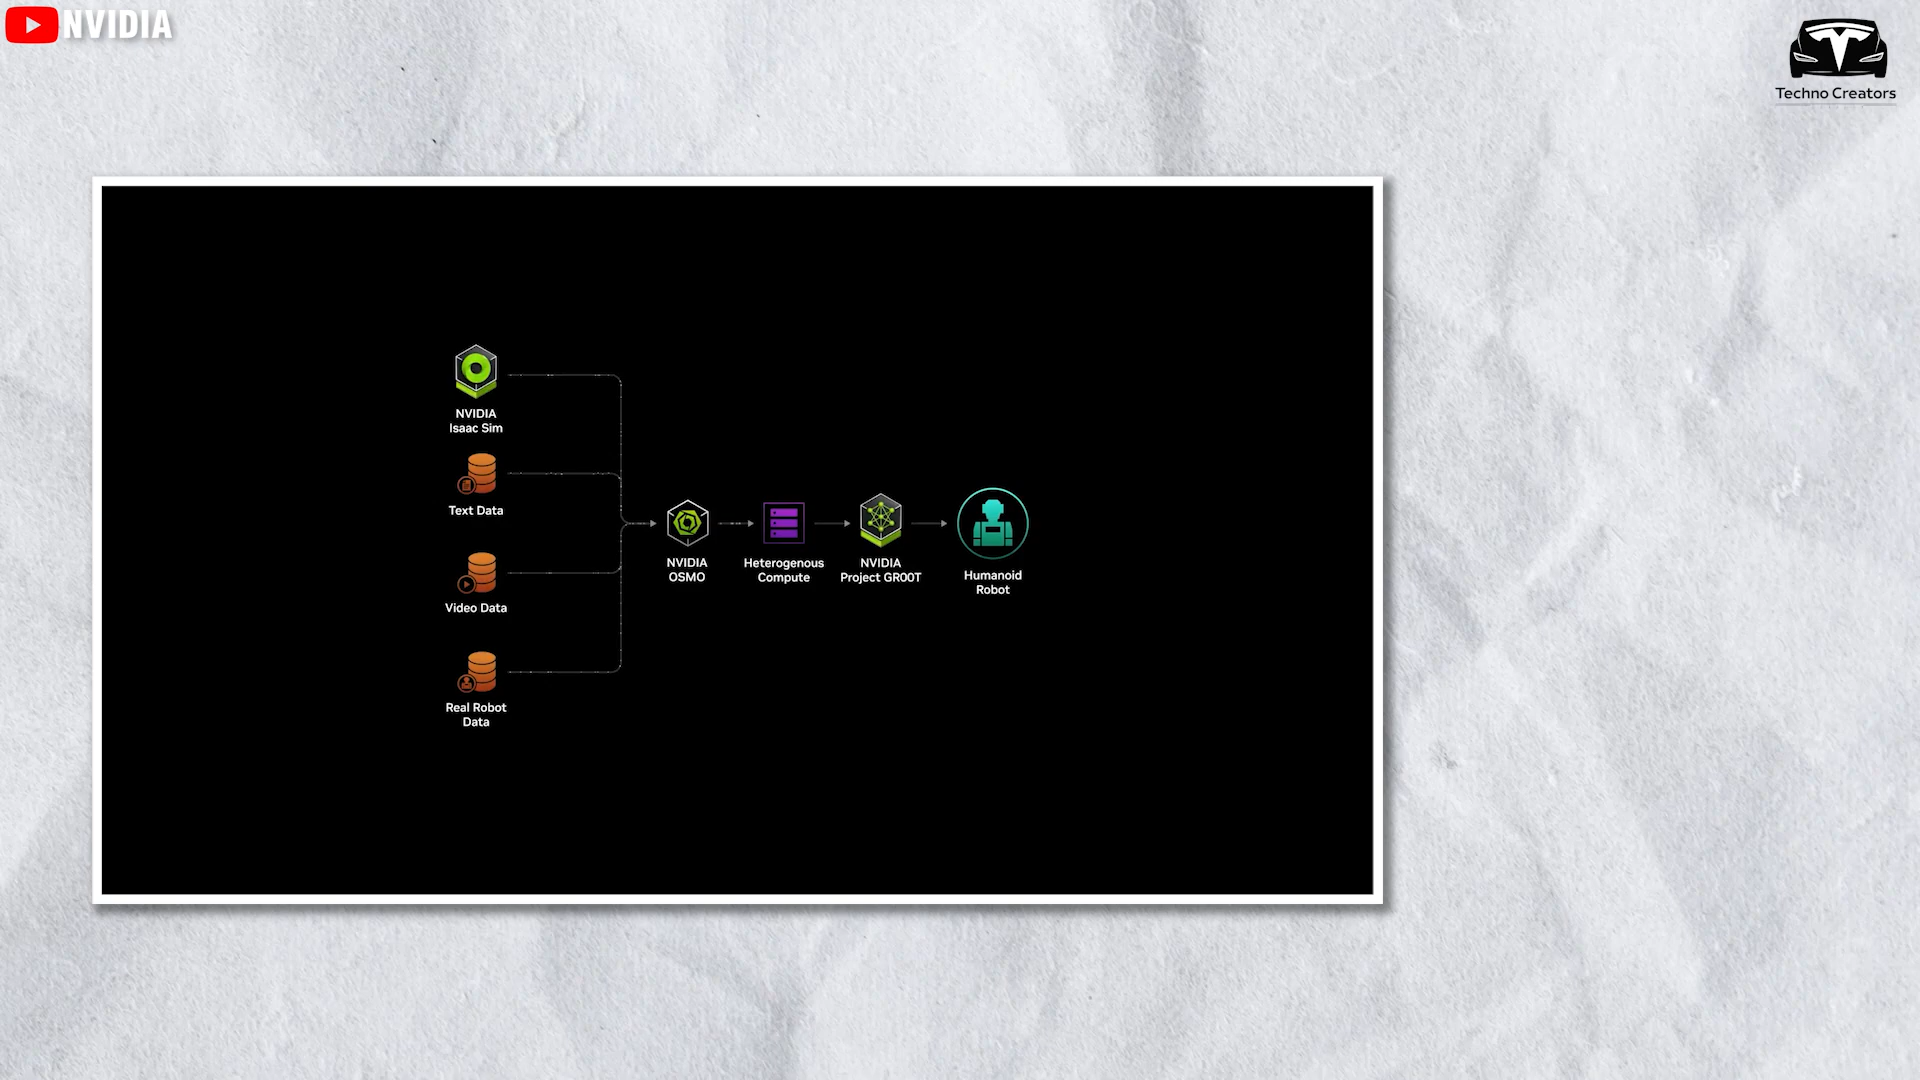 NVIDIA
Techno Creators
NVIDIA
Isaac Sim
Text Data
Video Data
Real Robot
Data
NVIDIA
OSMO
Heterogenous
Compute
NVIDIA
Project GR00T
Humanoid
Robot